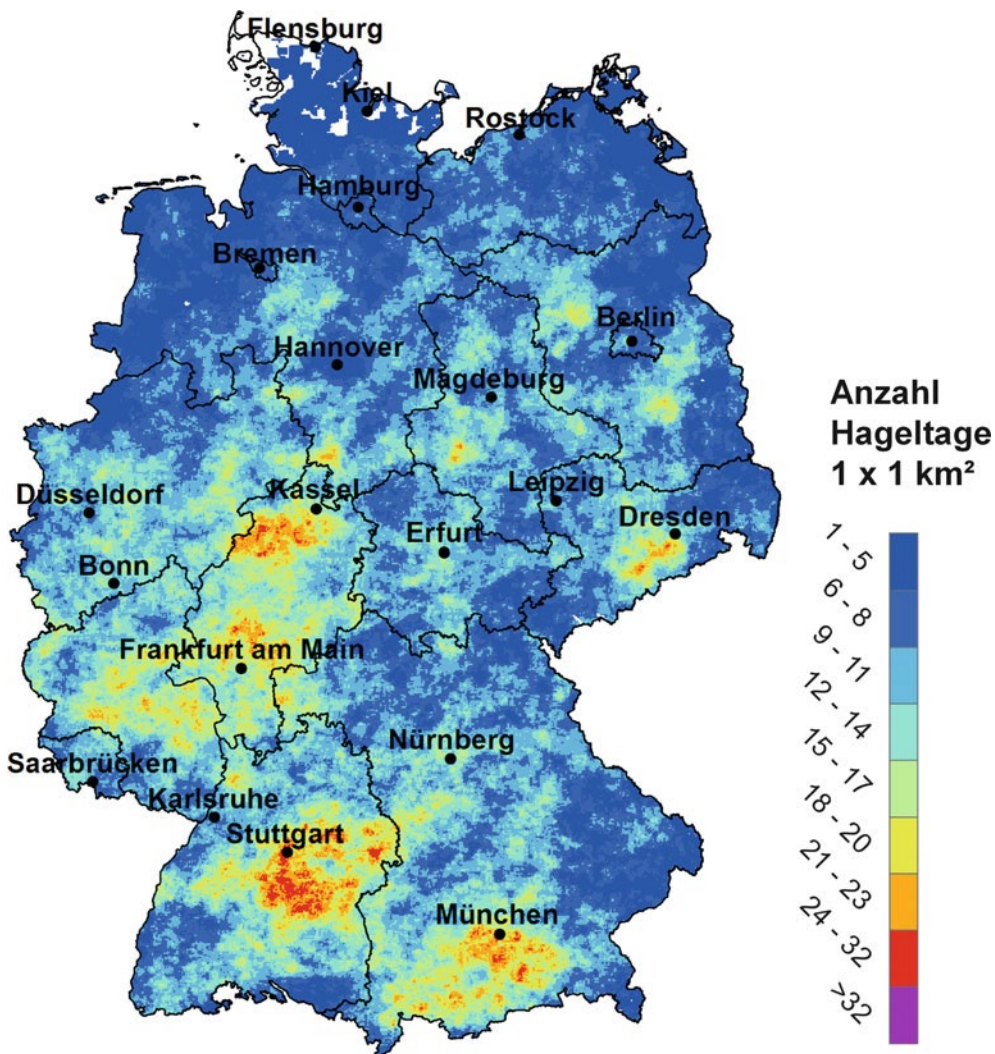 Flensburg
Kiel
Rostock
Hamburg
Bremen
Berlin
Hannover
Magdeburg
Anzahl
Hageltage
1 x 1 km²
Düsseldorf
Kassel
Leipzig
Erfurt
Dresden
Bonn
Frankfurt am Main
Nürnberg
Saarbrücken
Karlsruhe
Stuttgart
München
1 - 5
6 - 8
9 - 11
12 - 14
15 - 17
18 - 20
21 - 23
24 - 32
>32